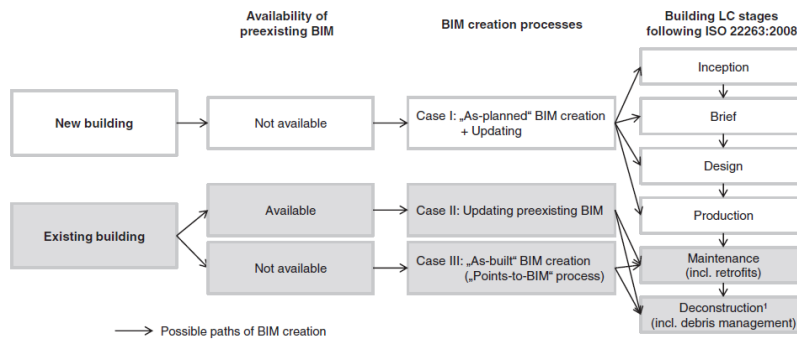 Availability of
preexisting BIM
BIM creation processes
Building LC stages
following ISO 22263:2008
New building
Not available
Case I: „As-planned“ BIM creation
+ Updating
Inception
Brief
Design
Production
Existing building
Available
Case II: Updating preexisting BIM
Not available
Case III: „As-built“ BIM creation
(„Points-to-BIM“ process)
Maintenance
(incl. retrofits)
Deconstruction¹
(incl. debris management)
Possible paths of BIM creation